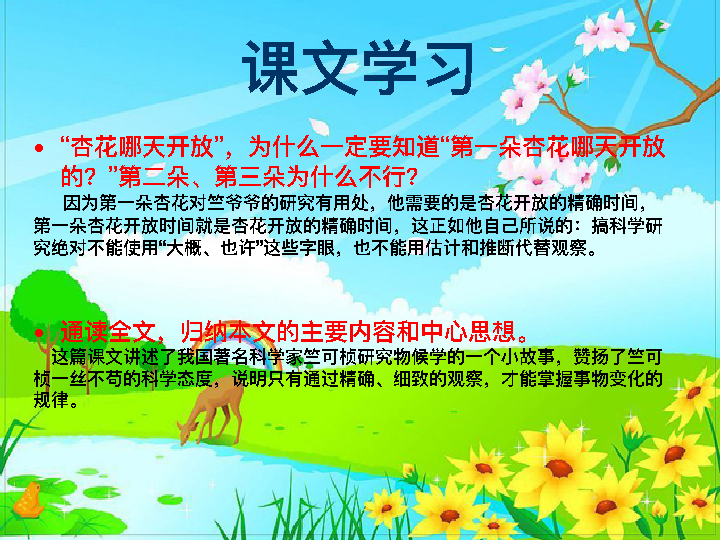 课文学习
• “杏花哪天开放”，为什么一定要知道“第一朵杏花哪天开放
的？”第二朵、第三朵为什么不行？
因为第一朵杏花对竺爷爷的研究有用处，他需要的是杏花开放的精确时间，
第一朵杏花开放时间就是杏花开放的精确时间，这正如他自己所说的：搞科学研
究绝对不能使用“大概、也许”这些字眼，也不能用估计和推断代替观察。
• 通读全文，归纳本文的主要内容和中心思想。
这篇课文讲述了我国著名科学家竺可桢研究物候学的一个小故事，赞扬了竺可
桢一丝不苟的科学态度，说明只有通过精确、细致的观察，才能掌握事物变化的
规律。